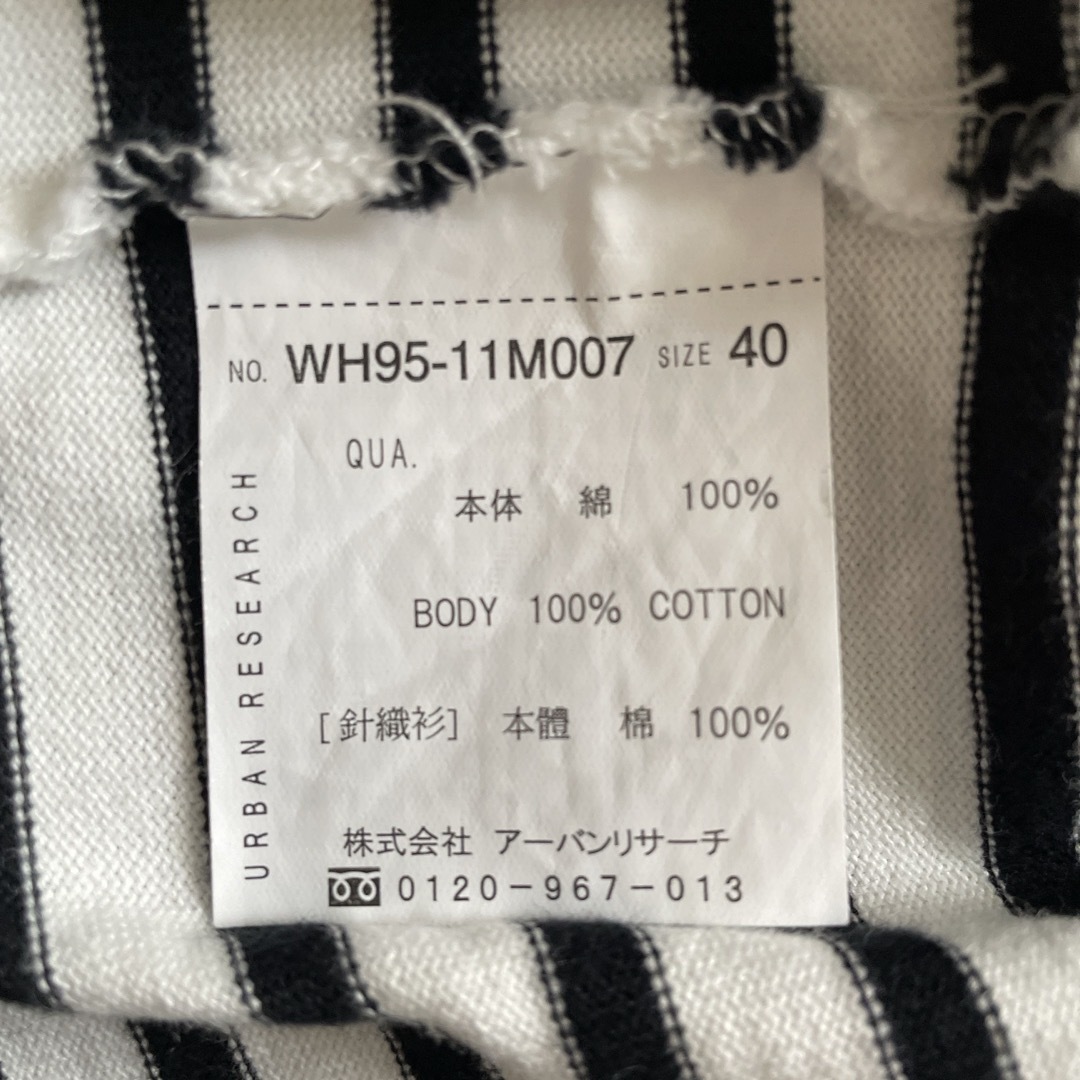 NO. WH95-11M007 SIZE 40
QUA.
本体 綿 100%
BODY 100% COTTON
[針織衫] 本體 棉 100%
URBAN RESEARCH
株式会社 アーバンリサーチ
0120-967-013